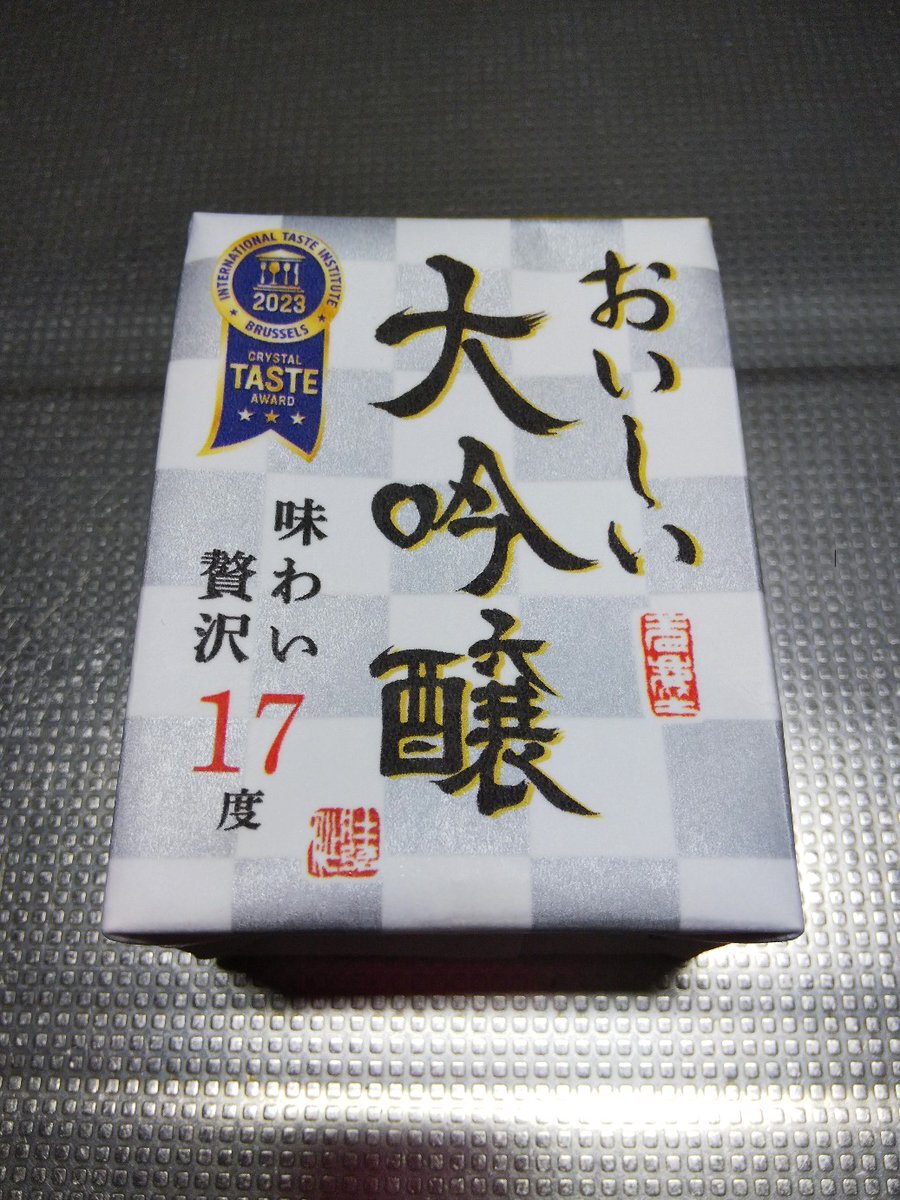 おいしい
大吟醸
INTERNATIONAL TASTE INSTITUTE
2023
BRUSSELS
CRYSTAL
TASTE
AWARD
味わい
贅沢
17
度